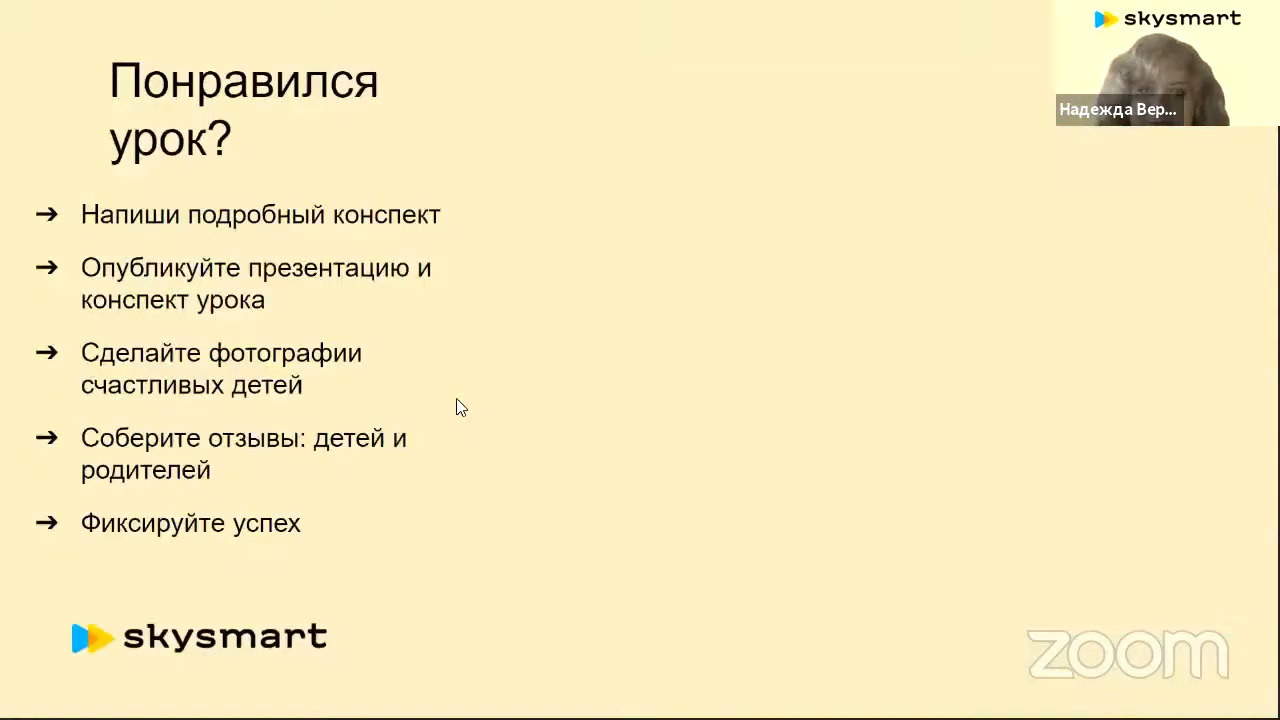 skysmart
Надежда Вер...
Понравился
урок?
➔ Напиши подробный конспект
➔ Опубликуйте презентацию и
конспект урока
➔ Сделайте фотографии
счастливых детей
➔ Соберите отзывы: детей и
родителей
➔ Фиксируйте успех
skysmart
zoom